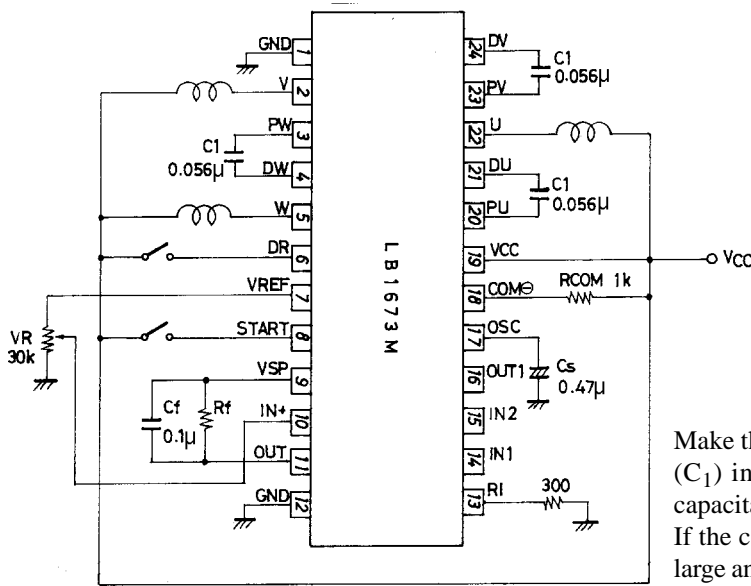 GND 1
V 2
PW 3
C1
0.056μ
DW 4
W 5
DR 6
VREF 7
VR
30k
START 8
VSP 9
Cf
0.1μ
Rf
IN+ 10
OUT 11
GND 12
LB1673M
24 DV
C1
0.056μ
23 PV
22 U
21 DU
C1
0.056μ
20 PU
19 VCC
VCC
18 COM⊖
RCOM 1k
17 OSC
Cs
0.47μ
16 OUT1
15 IN2
14 IN1
13 RI
300
Make th
(C1) in
capacita
If the c
large an